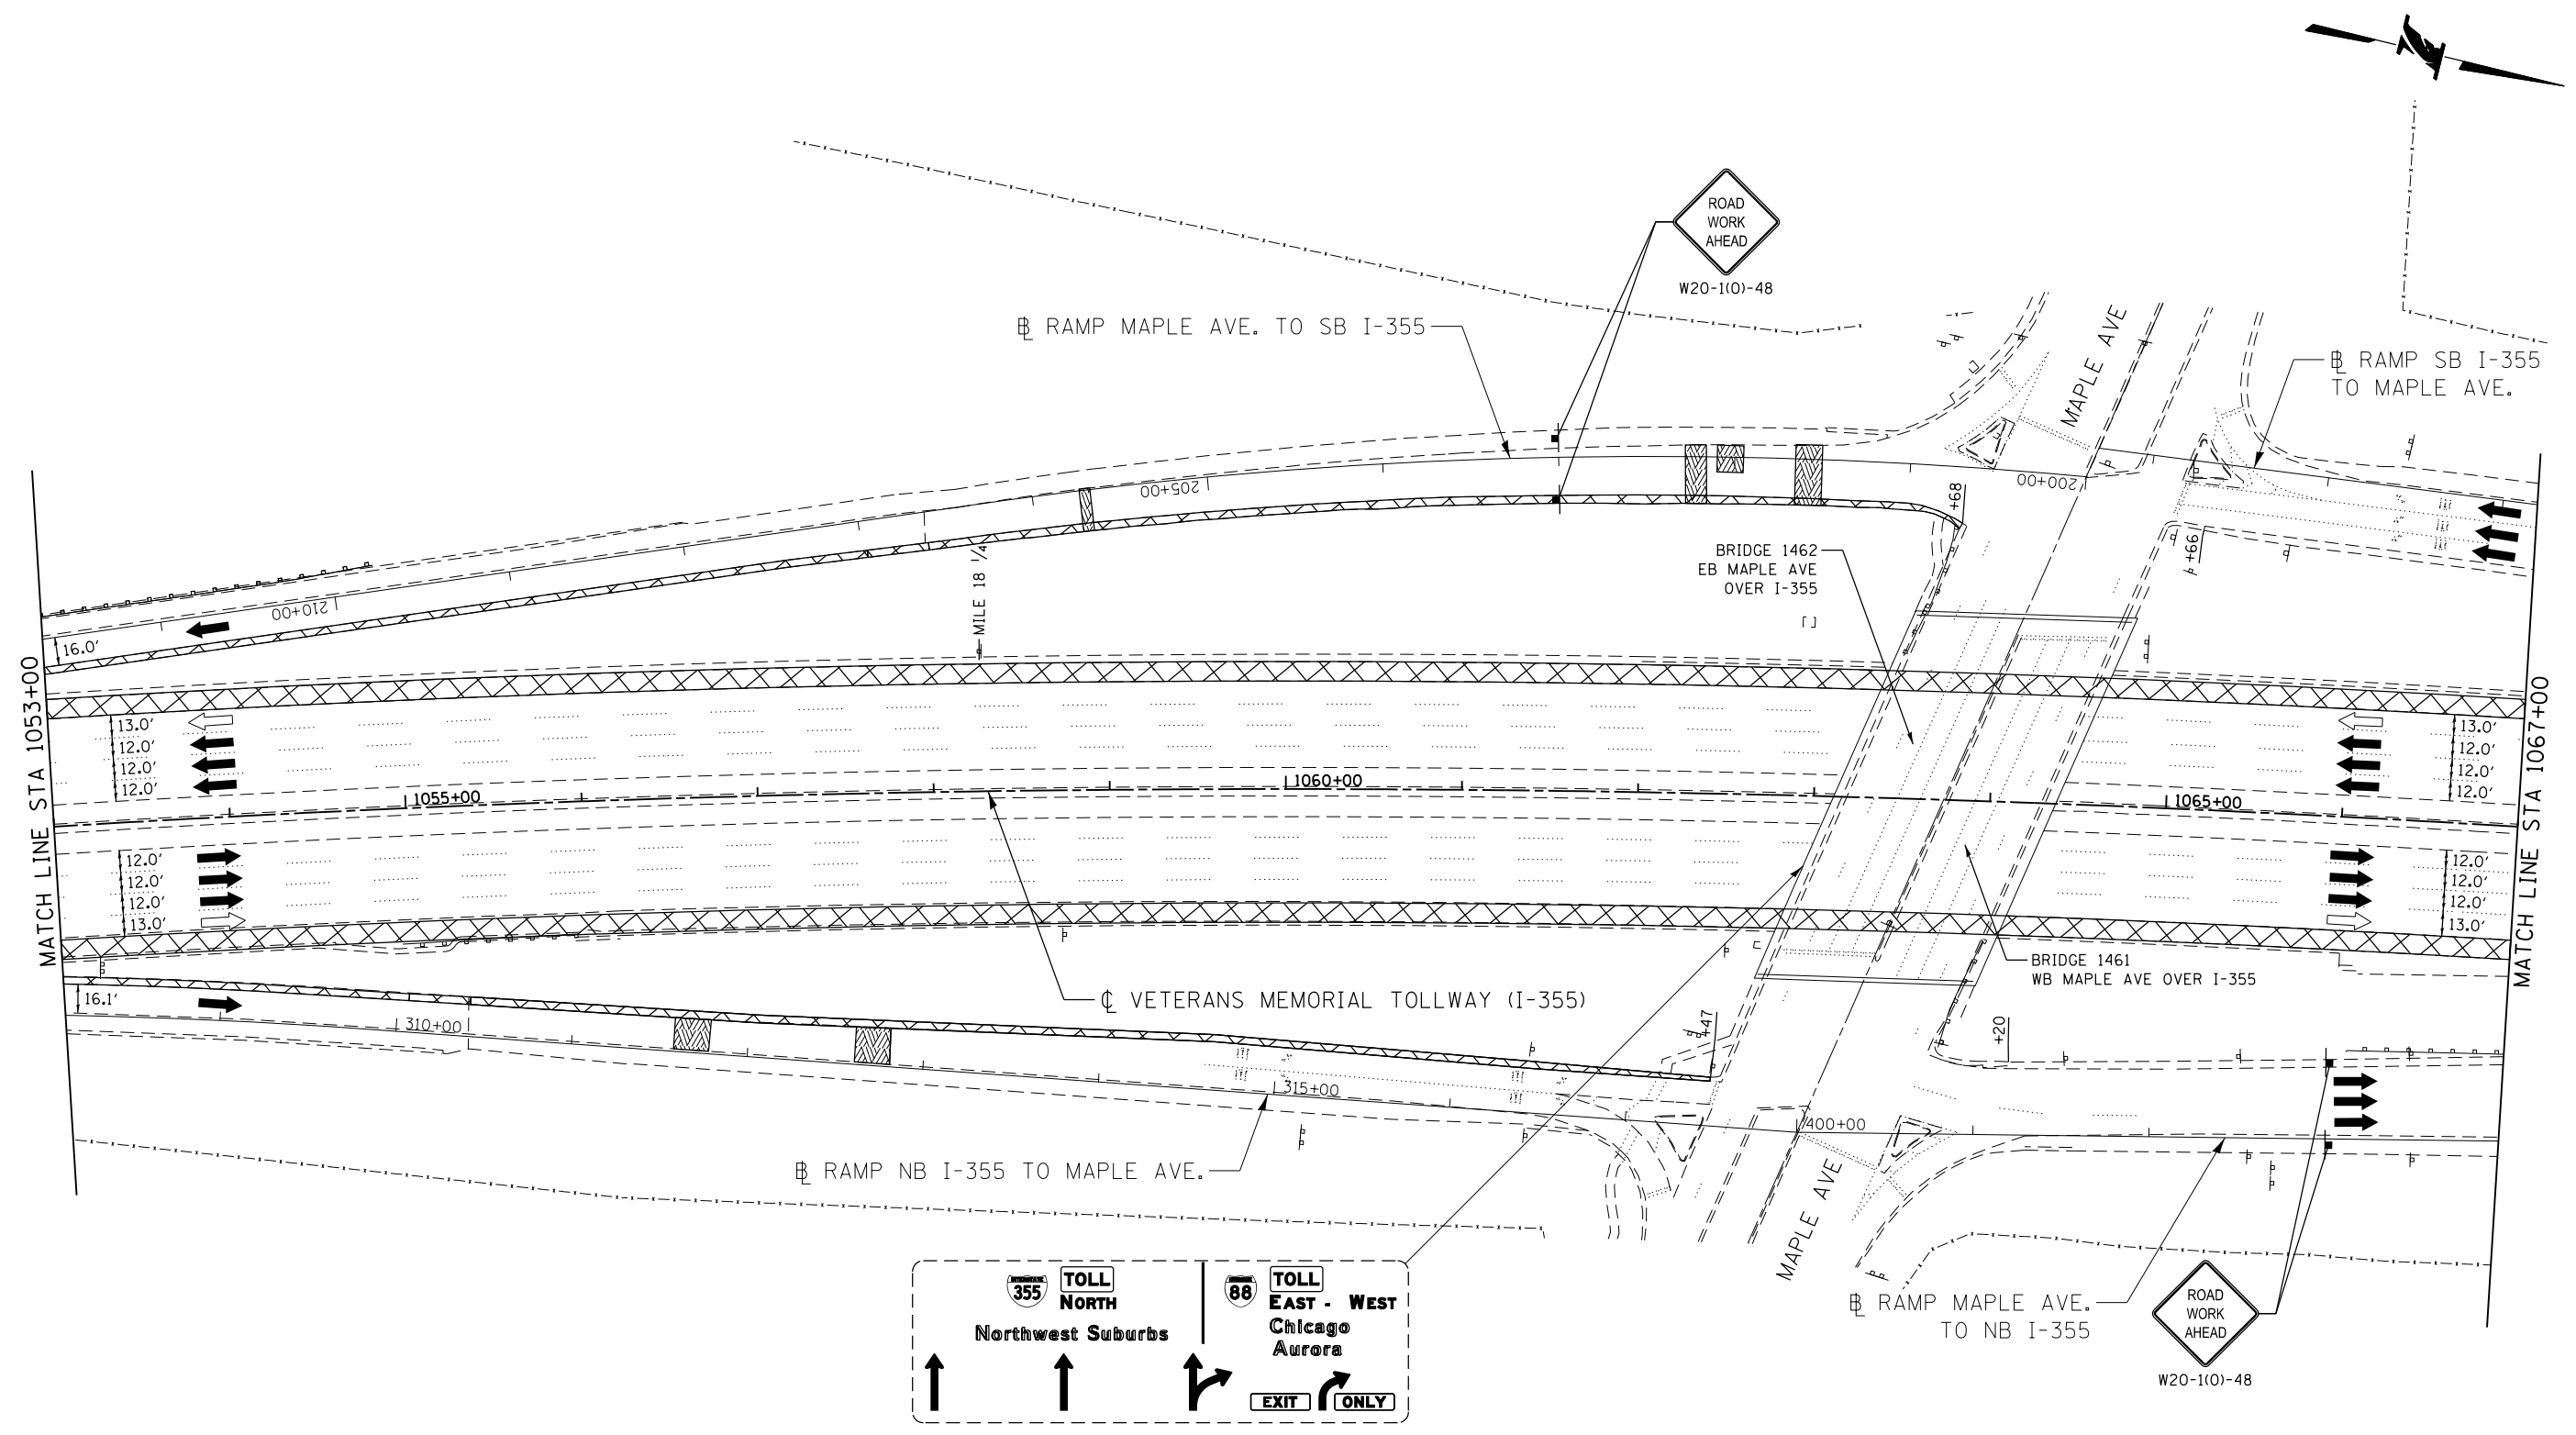 ROAD
WORK
AHEAD
W20-1(O)-48
℄ RAMP MAPLE AVE. TO SB I-355
MAPLE AVE
℄ RAMP SB I-355
TO MAPLE AVE.
205+00
200+00
+68
+66
BRIDGE 1462
EB MAPLE AVE
OVER I-355
MILE 18 1/4
210+00
16.0'
MATCH LINE STA 1053+00
MATCH LINE STA 1067+00
13.0'
12.0'
12.0'
12.0'
13.0'
12.0'
12.0'
12.0'
1055+00
1060+00
1065+00
12.0'
12.0'
12.0'
13.0'
12.0'
12.0'
12.0'
13.0'
BRIDGE 1461
WB MAPLE AVE OVER I-355
16.1'
℄ VETERANS MEMORIAL TOLLWAY (I-355)
310+00
+47
+20
315+00
400+00
℄ RAMP NB I-355 TO MAPLE AVE.
MAPLE AVE
INTERSTATE
355
TOLL
NORTH
Northwest Suburbs
88
TOLL
EAST - WEST
Chicago
Aurora
EXIT
ONLY
℄ RAMP MAPLE AVE.
TO NB I-355
ROAD
WORK
AHEAD
W20-1(O)-48